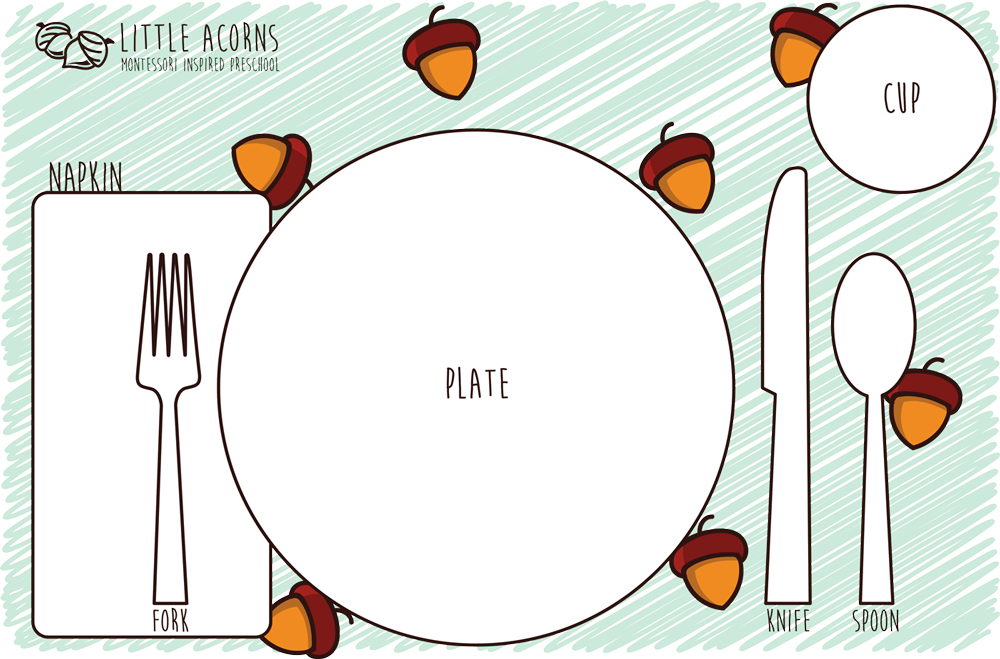 LITTLE ACORNS
MONTESSORI INSPIRED PRESCHOOL
CUP
NAPKIN
PLATE
FORK
KNIFE
SPOON